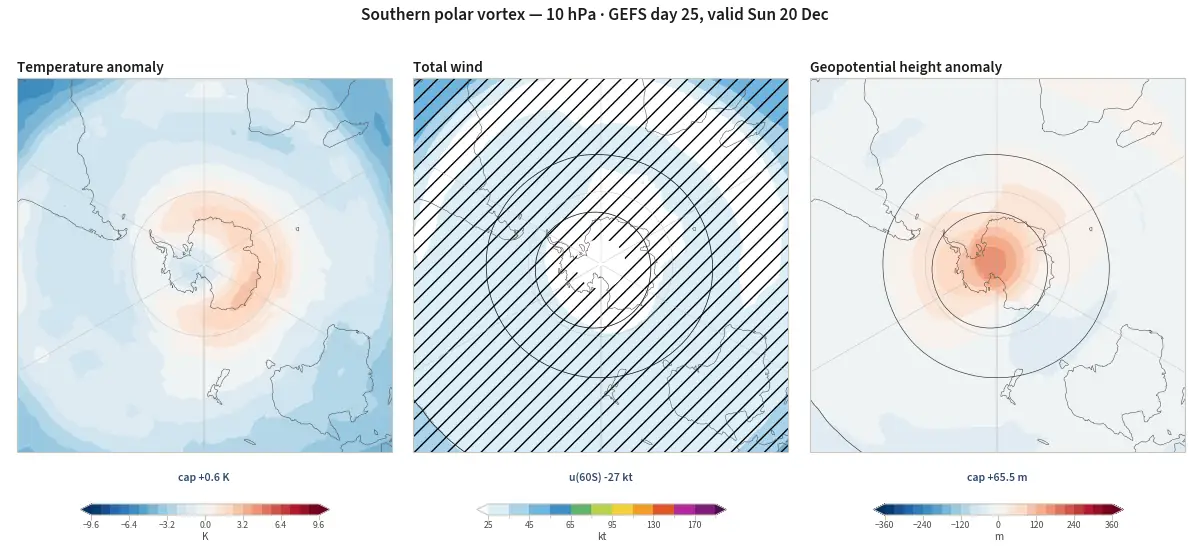 Southern polar vortex — 10 hPa · GEFS day 25, valid Sun 20 Dec
Temperature anomaly
Total wind
Geopotential height anomaly
cap +0.6 K
u(60S) -27 kt
cap +65.5 m
−9.6 −6.4 −3.2 0.0 3.2 6.4 9.6
K
25 45 65 95 130 170
kt
−360 −240 −120 0 120 240 360
m